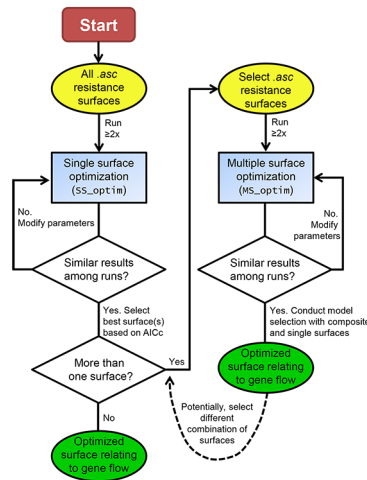 Start
All .asc
resistance
surfaces
Run
≥2x
Single surface
optimization
(SS_optim)
No.
Modify parameters
Similar results
among runs?
Yes. Select
best surface(s)
based on AICc
More than
one surface?
Yes
No
Optimized
surface relating
to gene flow
Select .asc
resistance
surfaces
Run
≥2x
Multiple surface
optimization
(MS_optim)
No.
Modify
parameters
Similar results
among runs?
Yes. Conduct model
selection with composite
and single surfaces
Optimized
surface relating
to gene flow
Potentially, select
different
combination of
surfaces